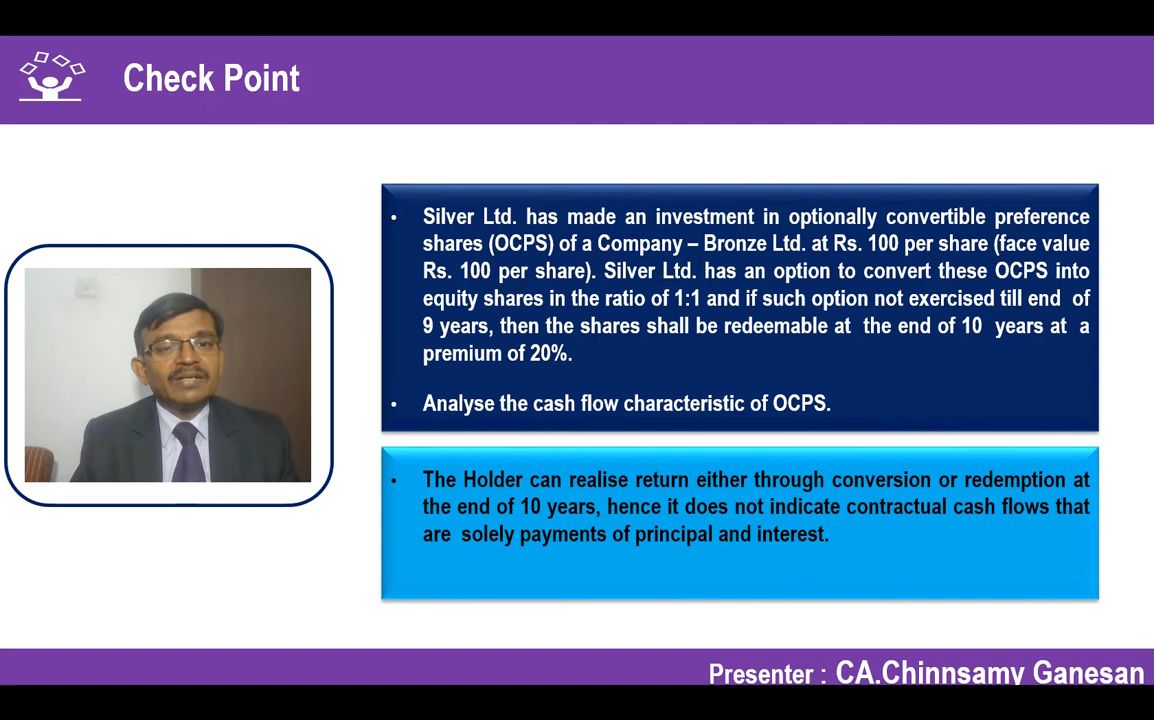 Check Point
• Silver Ltd. has made an investment in optionally convertible preference
shares (OCPS) of a Company – Bronze Ltd. at Rs. 100 per share (face value
Rs. 100 per share). Silver Ltd. has an option to convert these OCPS into
equity shares in the ratio of 1:1 and if such option not exercised till end of
9 years, then the shares shall be redeemable at the end of 10 years at a
premium of 20%.
• Analyse the cash flow characteristic of OCPS.
• The Holder can realise return either through conversion or redemption at
the end of 10 years, hence it does not indicate contractual cash flows that
are solely payments of principal and interest.
Presenter : CA.Chinnsamy Ganesan